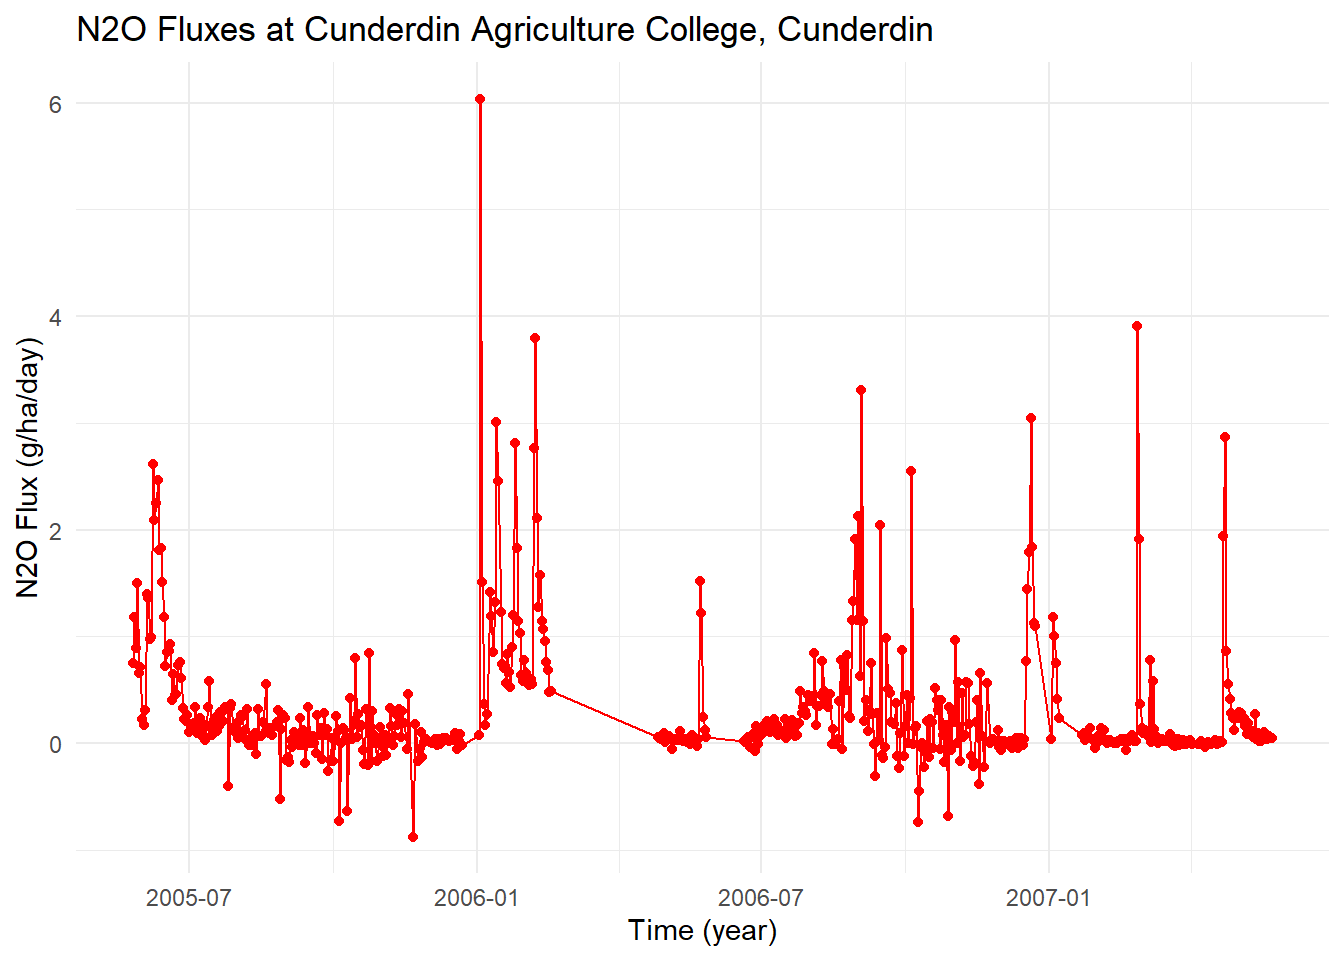 N2O Fluxes at Cunderdin Agriculture College, Cunderdin
6
4
2
0
N2O Flux (g/ha/day)
2005-07
2006-01
2006-07
2007-01
Time (year)